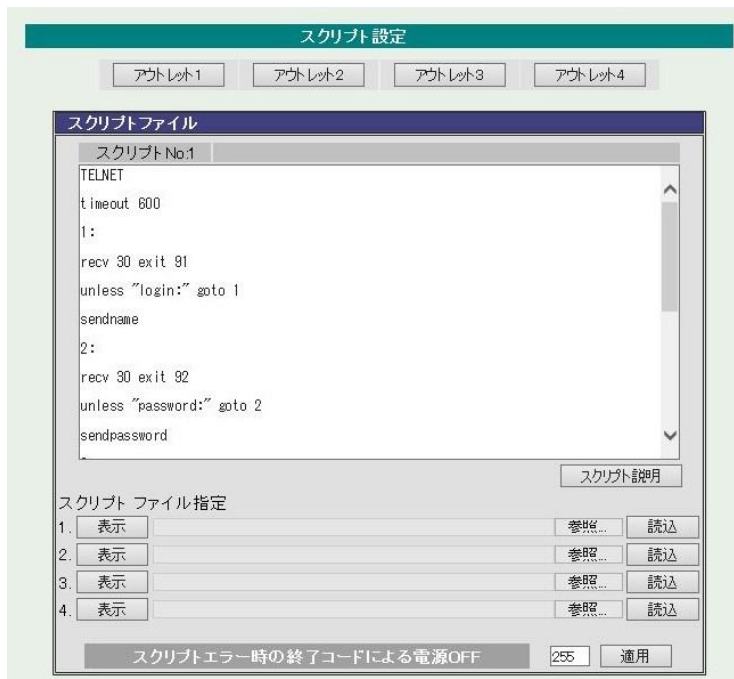 スクリプト設定
アウトレット1 アウトレット2 アウトレット3 アウトレット4
スクリプトファイル
スクリプトNo.1
TELNET
timeout 600
1:
recv 30 exit 91
unless "login:" goto 1
sendname
2:
recv 30 exit 92
unless "password:" goto 2
sendpassword
スクリプト説明
スクリプト ファイル指定
1. 表示 参照... 読込
2. 表示 参照... 読込
3. 表示 参照... 読込
4. 表示 参照... 読込
スクリプトエラー時の終了コードによる電源OFF 255 適用